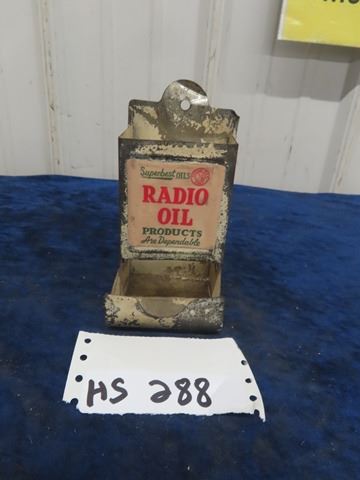 Superbest OILS
RADIO
OIL
PRODUCTS
Are Dependable
HS 288